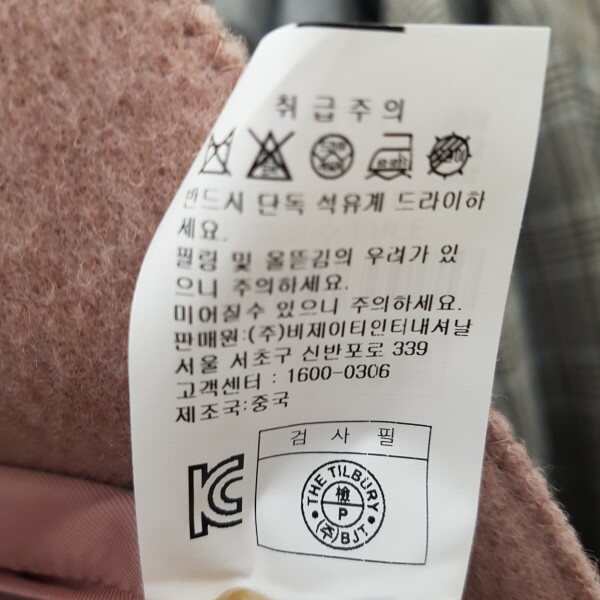 취급주의
반드시 단독 석유계 드라이하
세요.
필링 및 올뜯김의 우려가 있
으니 주의하세요.
미어질수 있으니 주의하세요.
판매원:(주)비제이티인터내셔날
서울 서초구 신반포로 339
고객센터 : 1600-0306
제조국:중국
검 사 필
THE TILBURY
檢
P
(주)BJT.